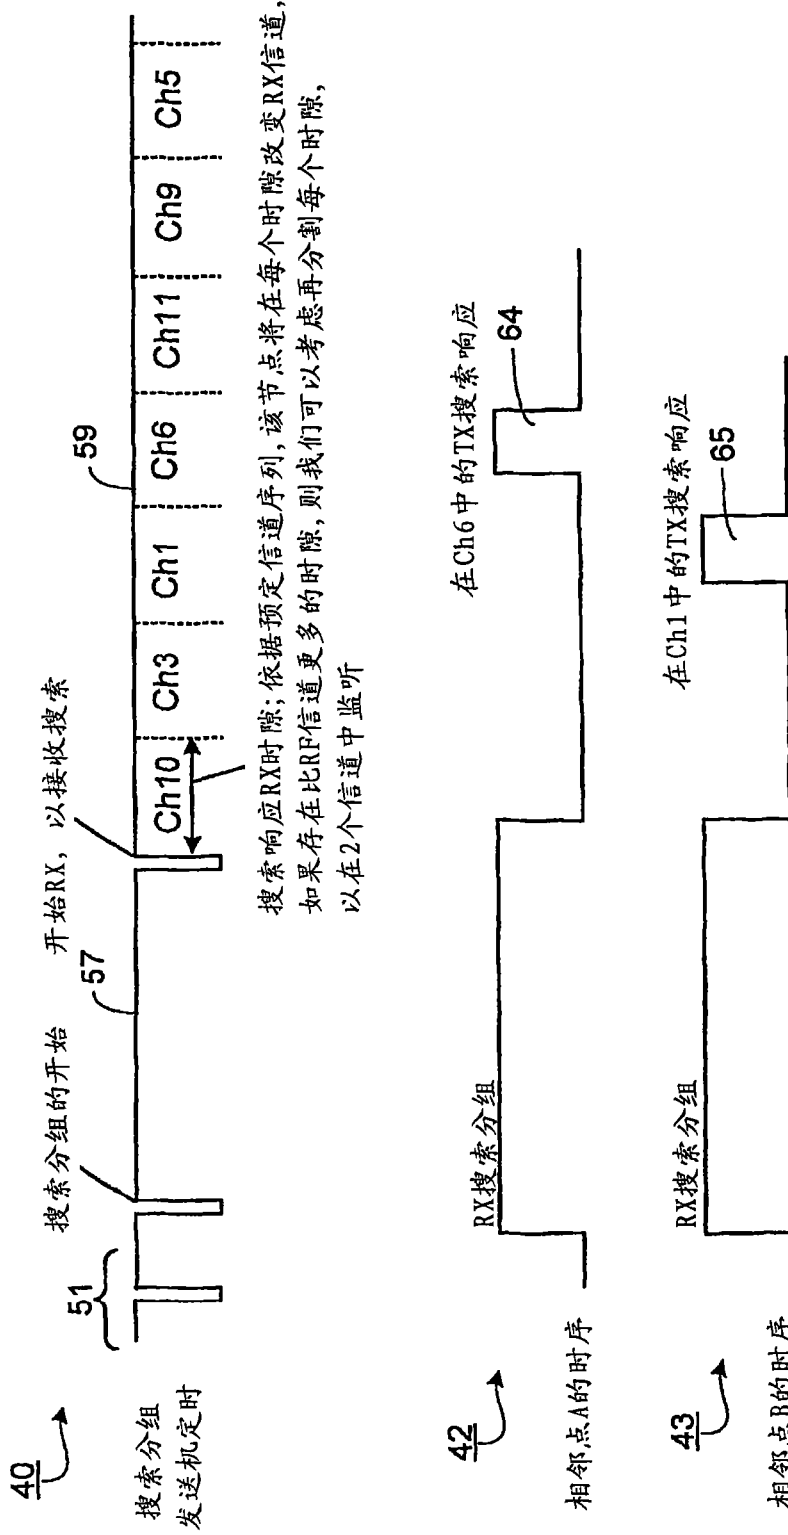 40
搜索分组
发送机定时
51
搜索分组的开始
57
开始RX, 以接收搜索
59
Ch10
Ch3
Ch1
Ch6
Ch11
Ch9
Ch5
搜索响应RX时隙;依据预定信道序列,该节点将在每个时隙改变RX信道,
如果存在比RF信道更多的时隙,则我们可以考虑再分割每个时隙,
以在2个信道中监听
42
相邻点A的时序
RX搜索分组
在Ch6中的TX搜索响应
64
43
相邻点B的时序
RX搜索分组
在Ch1中的TX搜索响应
65